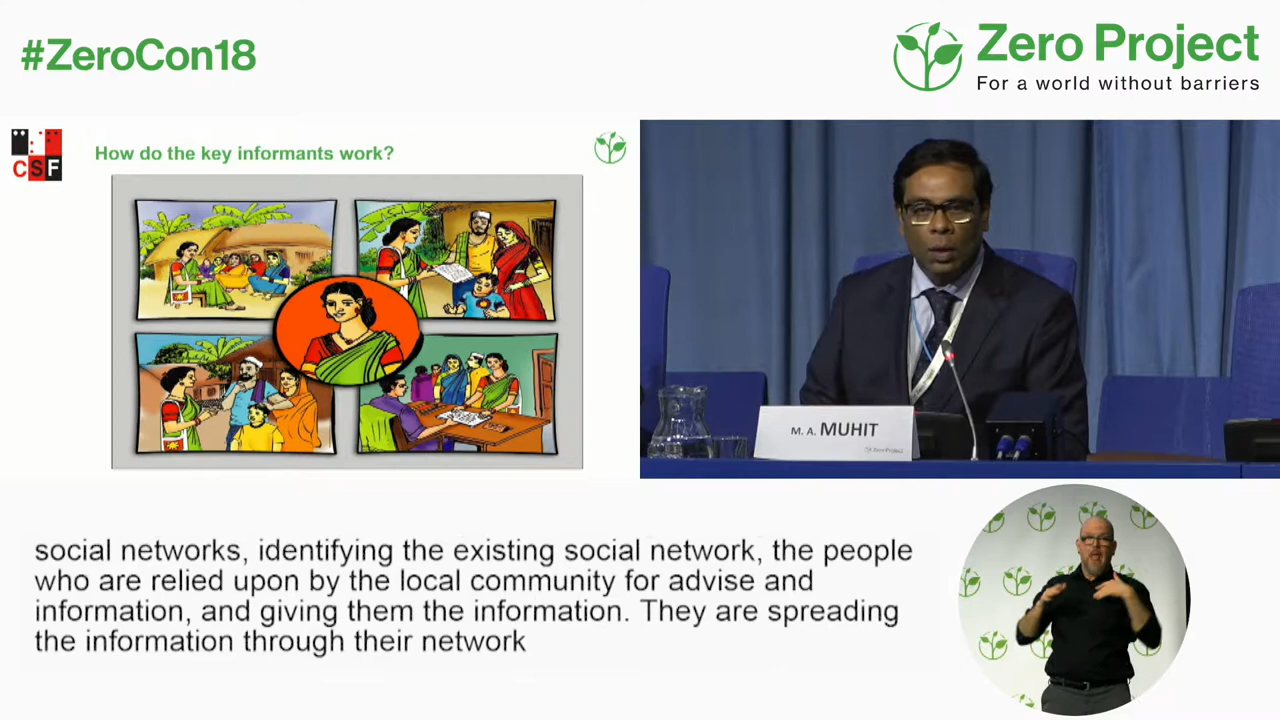 #ZeroCon18
Zero Project
For a world without barriers
CSF
How do the key informants work?
M. A. MUHIT
Zero Project
social networks, identifying the existing social network, the people
who are relied upon by the local community for advise and
information, and giving them the information. They are spreading
the information through their network